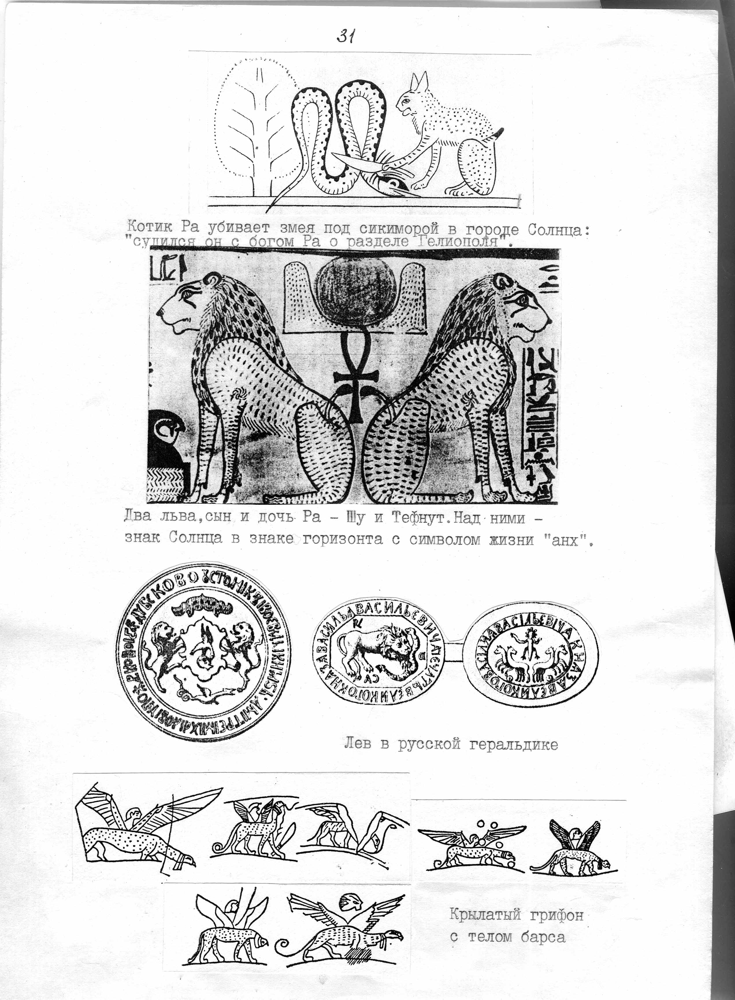 31
Котик Ра убивает змея под сикиморой в городе Солнца:
"судился он с богом Ра о разделе Гелиополя".
Два льва,сын и дочь Ра - Шу и Тефнут.Над ними -
знак Солнца в знаке горизонта с символом жизни "анх".
Лев в русской геральдике
Крылатый грифон
с телом барса